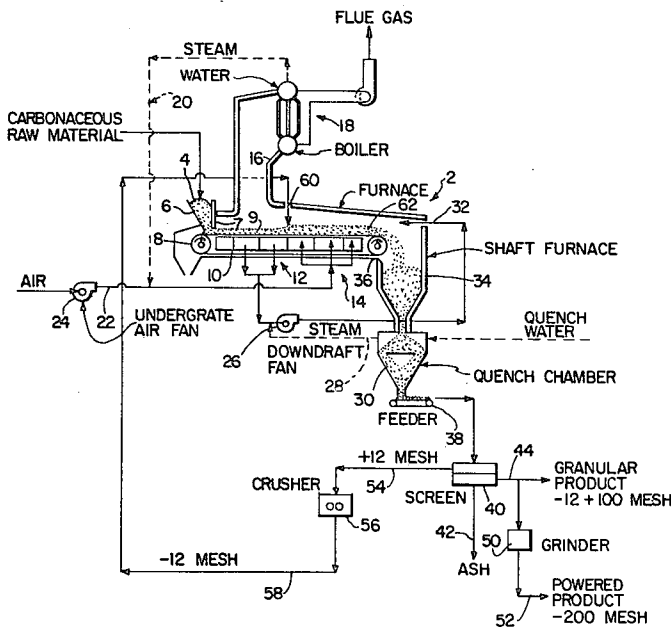 FLUE GAS
STEAM
WATER
20
CARBONACEOUS
RAW MATERIAL
18
BOILER
16
4
60
FURNACE
2
6
7
9
62
32
8
SHAFT FURNACE
10
12
36
34
14
AIR
24
22
UNDERGRATE
AIR FAN
26
STEAM
DOWNDRAFT
FAN
28
QUENCH
WATER
30
QUENCH CHAMBER
FEEDER
38
+12 MESH
54
44
CRUSHER
SCREEN
40
GRANULAR
PRODUCT
-12+100 MESH
56
42
50
GRINDER
ASH
-12 MESH
58
52
POWERED
PRODUCT
-200 MESH